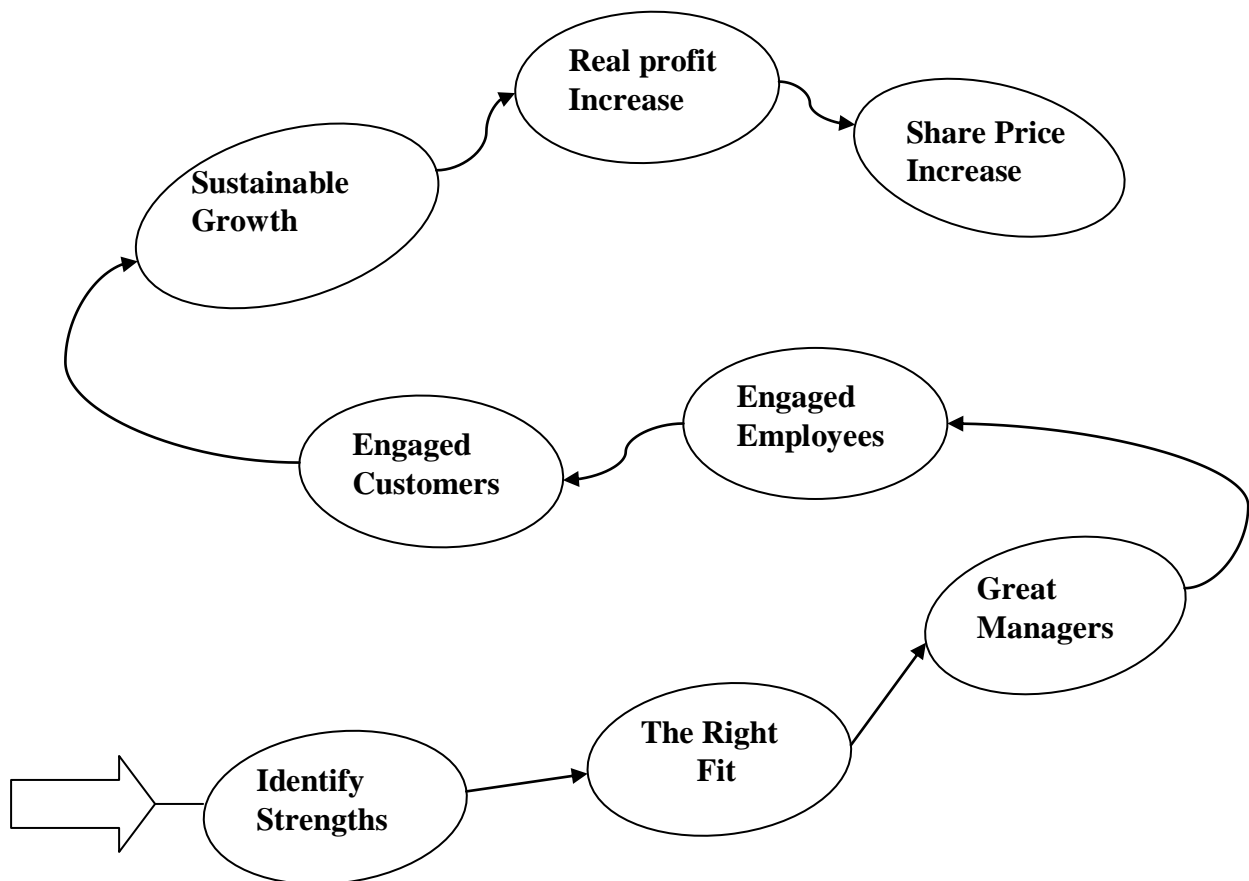 Real profit
Increase
Share Price
Increase
Sustainable
Growth
Engaged
Employees
Engaged
Customers
Great
Managers
The Right
Fit
Identify
Strengths